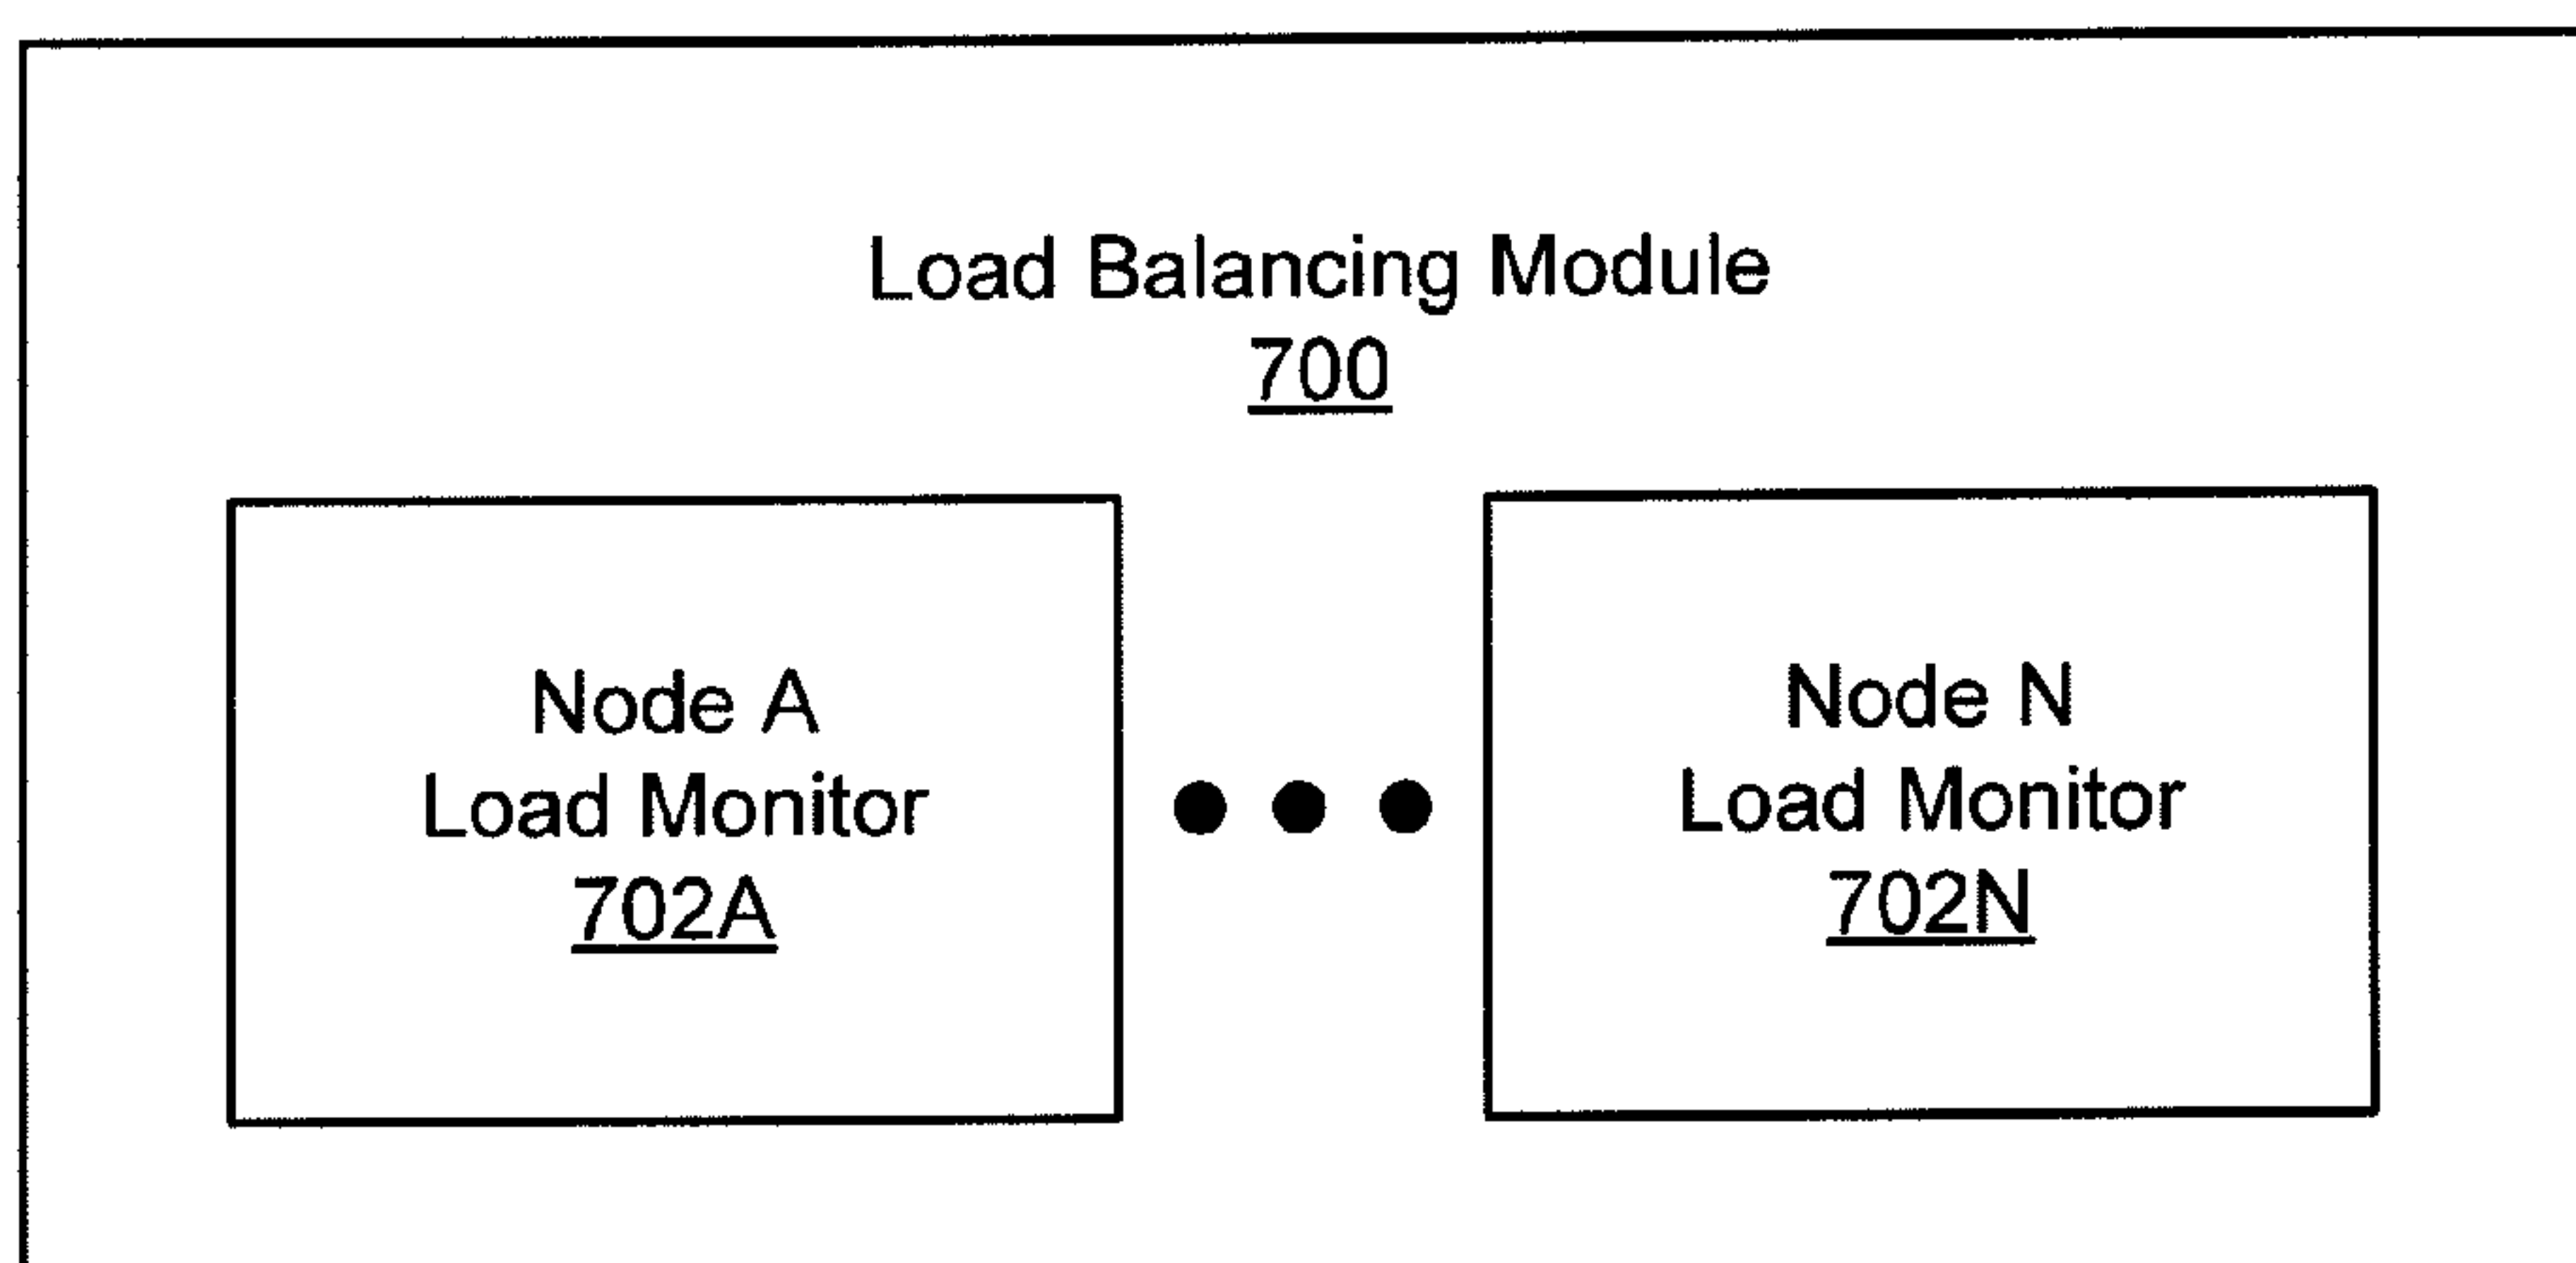 Load Balancing Module
700
Node A
Load Monitor
702A
Node N
Load Monitor
702N